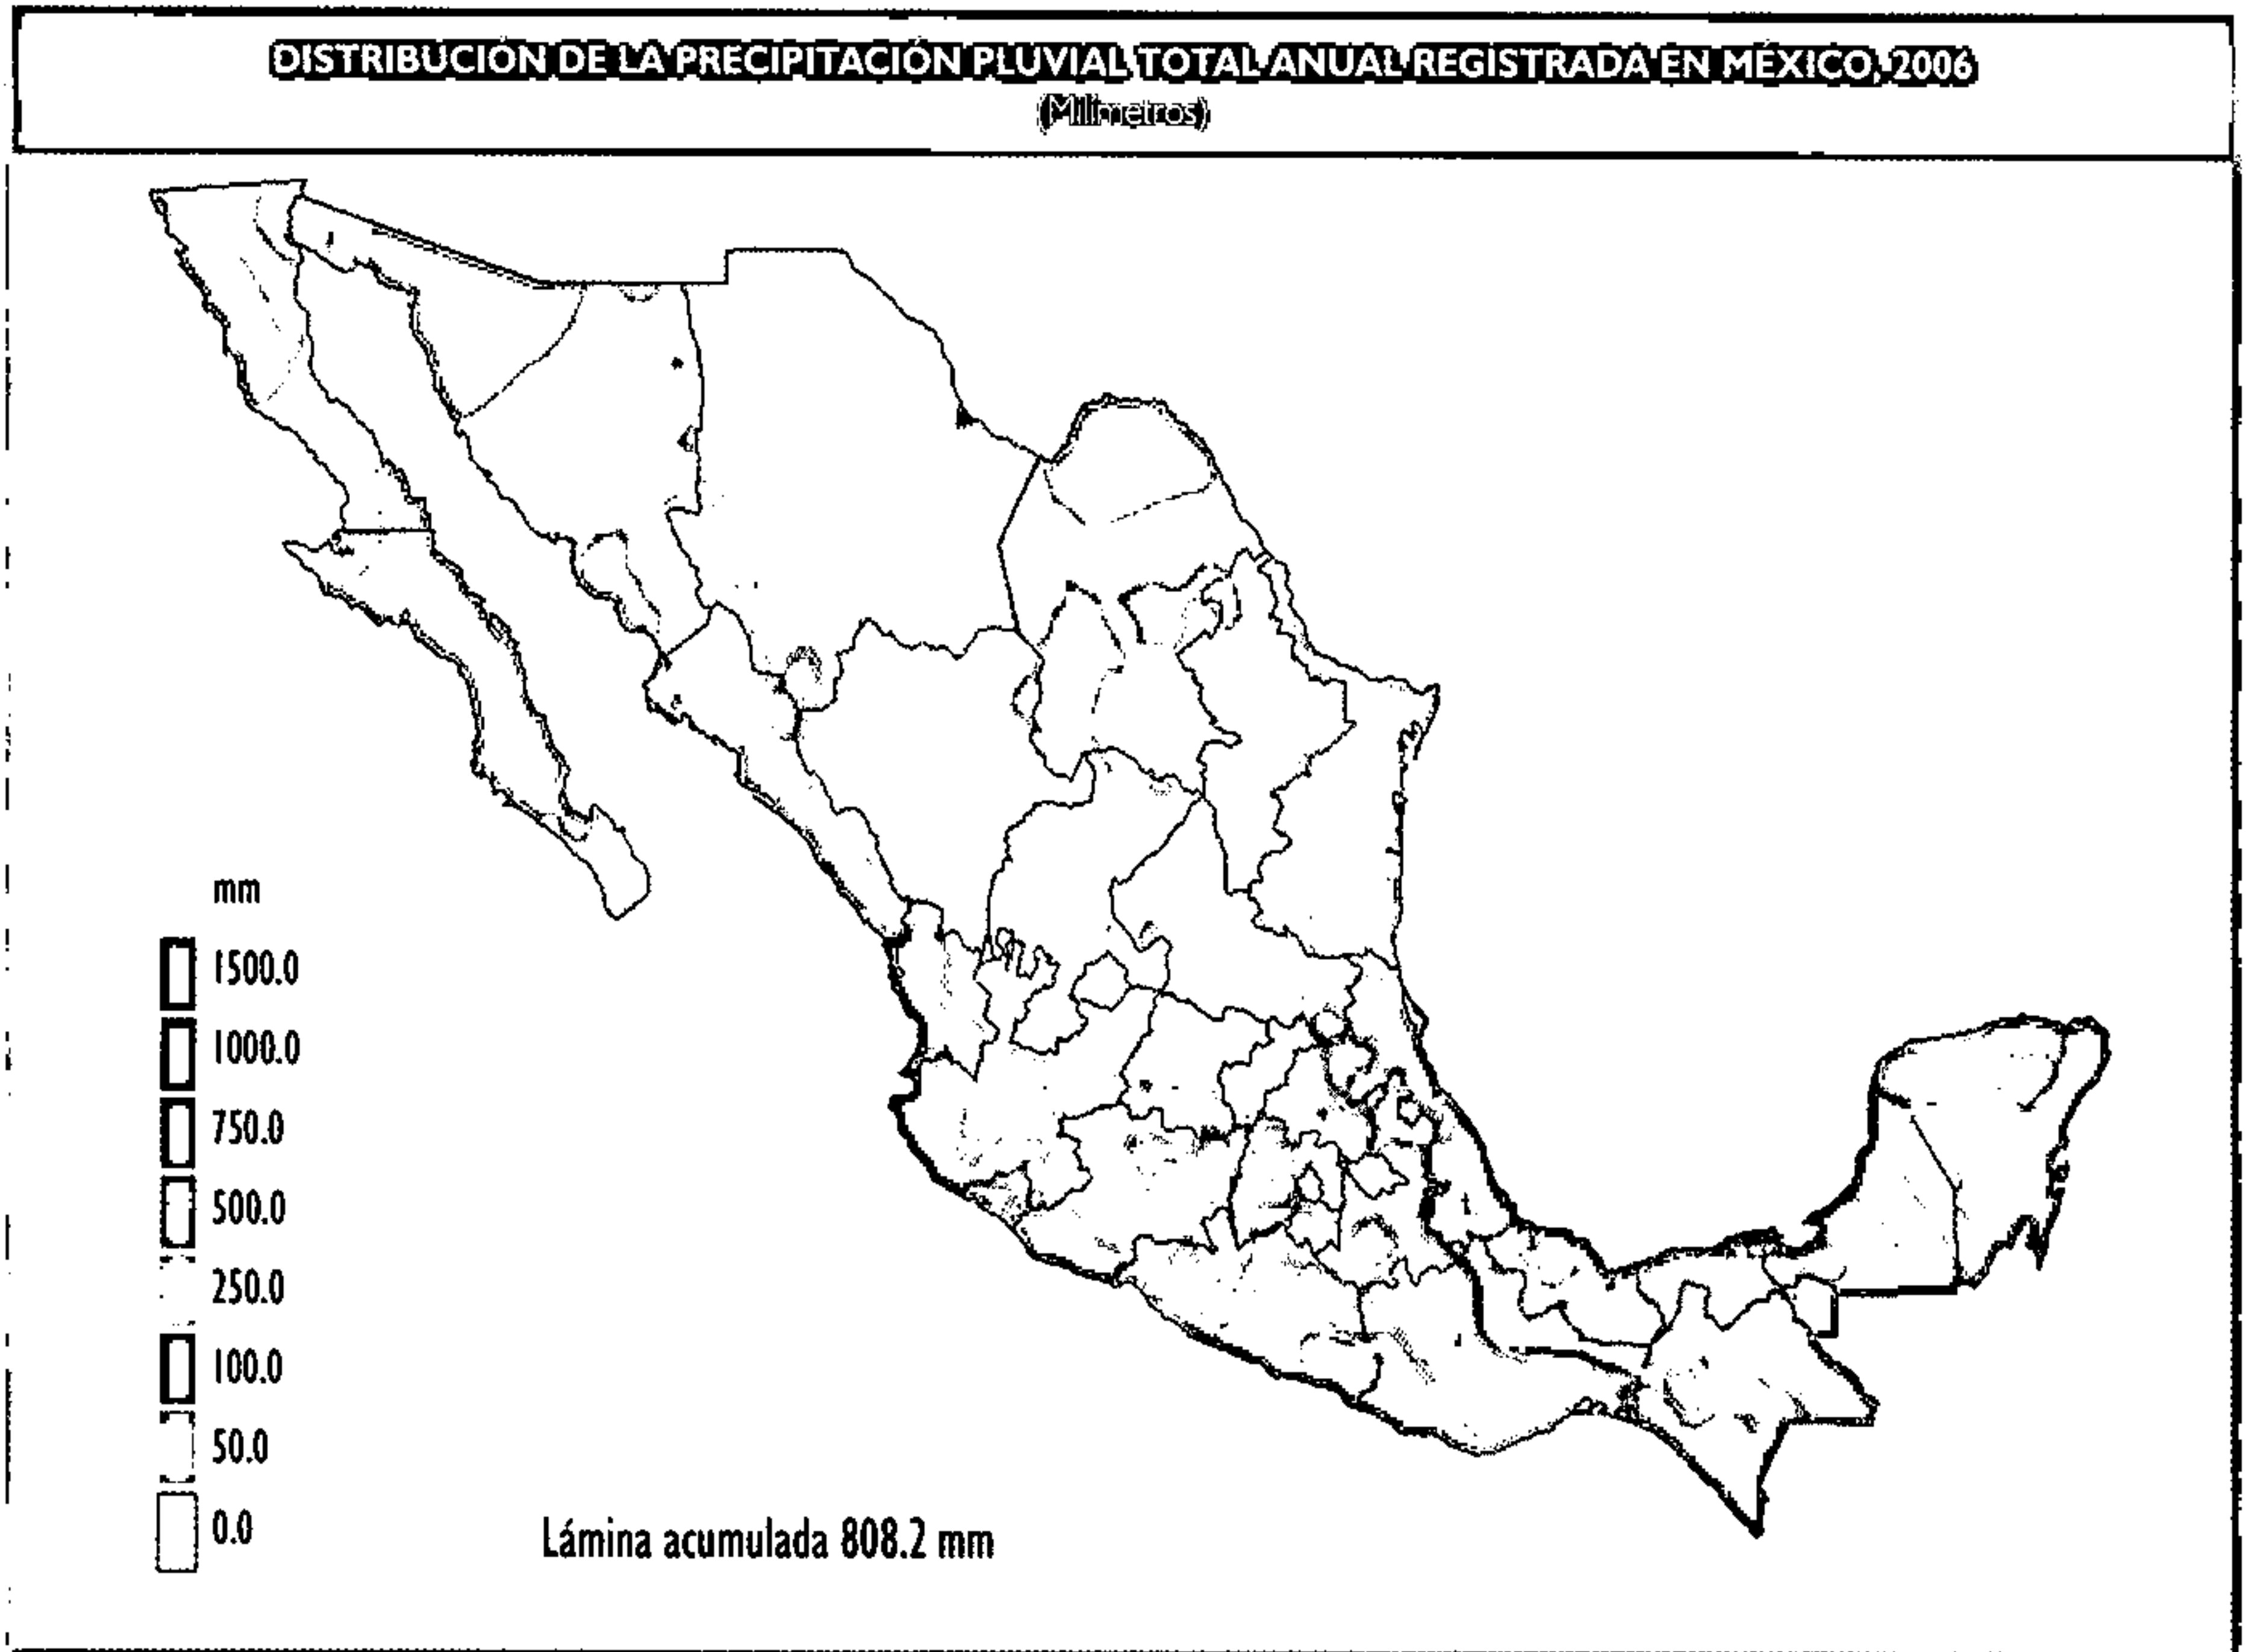 DISTRIBUCIÓN DE LA PRECIPITACIÓN PLUVIAL TOTAL ANUAL REGISTRADA EN MÉXICO, 2006
(Milímetros)
mm
1500.0
1000.0
750.0
500.0
250.0
100.0
50.0
0.0
Lámina acumulada 808.2 mm